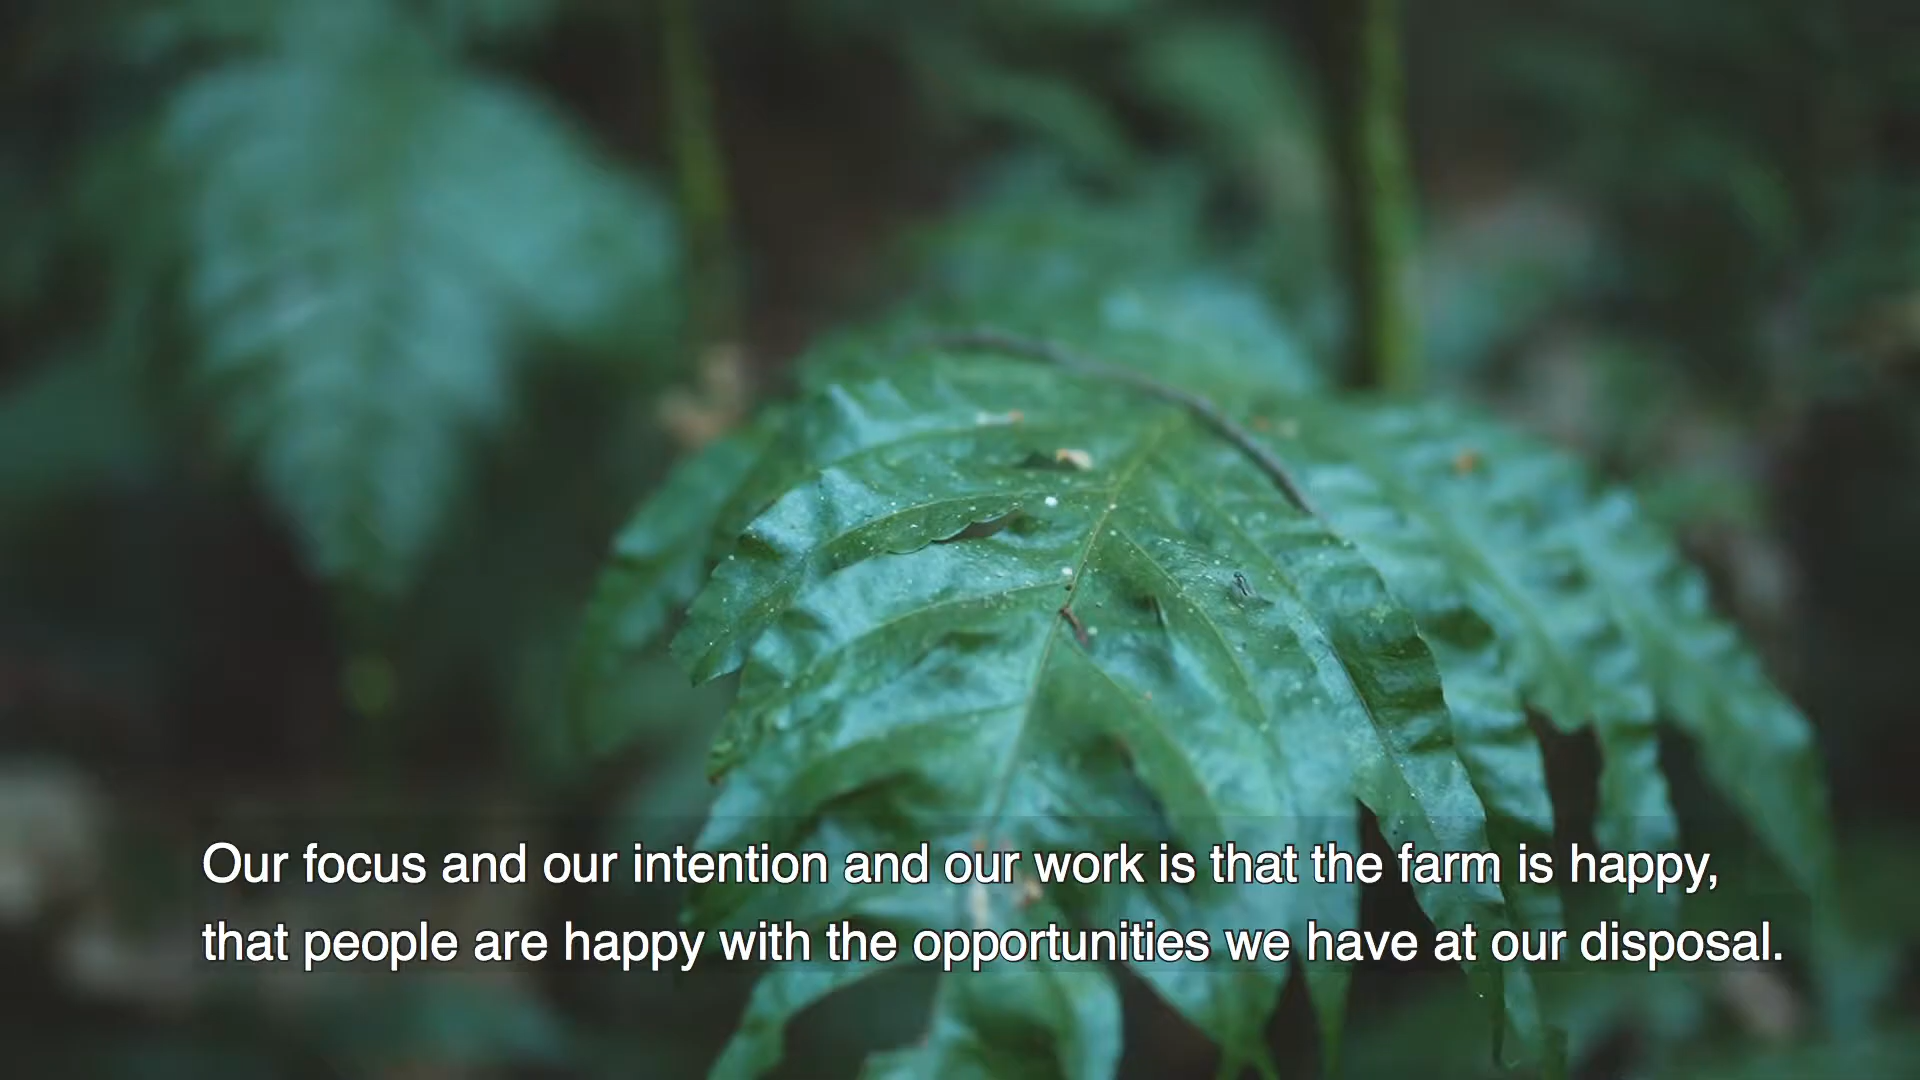 Our focus and our intention and our work is that the farm is happy,
that people are happy with the opportunities we have at our disposal.